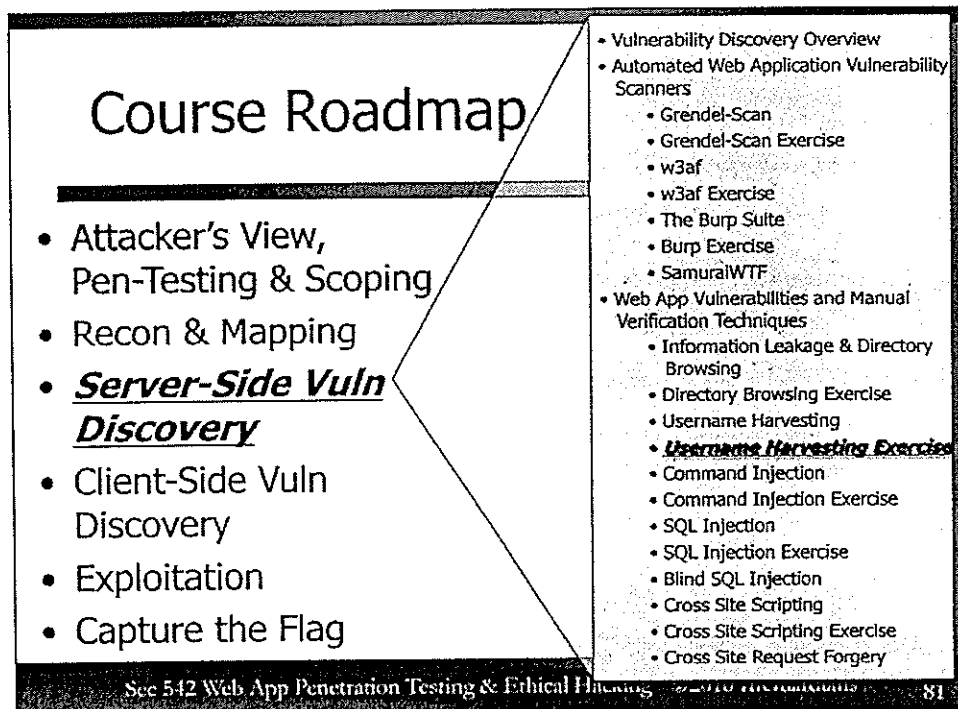 Course Roadmap
• Attacker's View,
Pen-Testing & Scoping
• Recon & Mapping
• Server-Side Vuln
Discovery
• Client-Side Vuln
Discovery
• Exploitation
• Capture the Flag
• Vulnerability Discovery Overview
• Automated Web Application Vulnerability
Scanners
• Grendel-Scan
• Grendel-Scan Exercise
• w3af
• w3af Exercise
• The Burp Suite
• Burp Exercise
• SamuraiWTF
• Web App Vulnerabilities and Manual
Verification Techniques
• Information Leakage & Directory
Browsing
• Directory Browsing Exercise
• Username Harvesting
• Username Harvesting Exercise
• Command Injection
• Command Injection Exercise
• SQL Injection
• SQL Injection Exercise
• Blind SQL Injection
• Cross Site Scripting
• Cross Site Scripting Exercise
• Cross Site Request Forgery
Sec 542 Web App Penetration Testing & Ethical Hacking
81